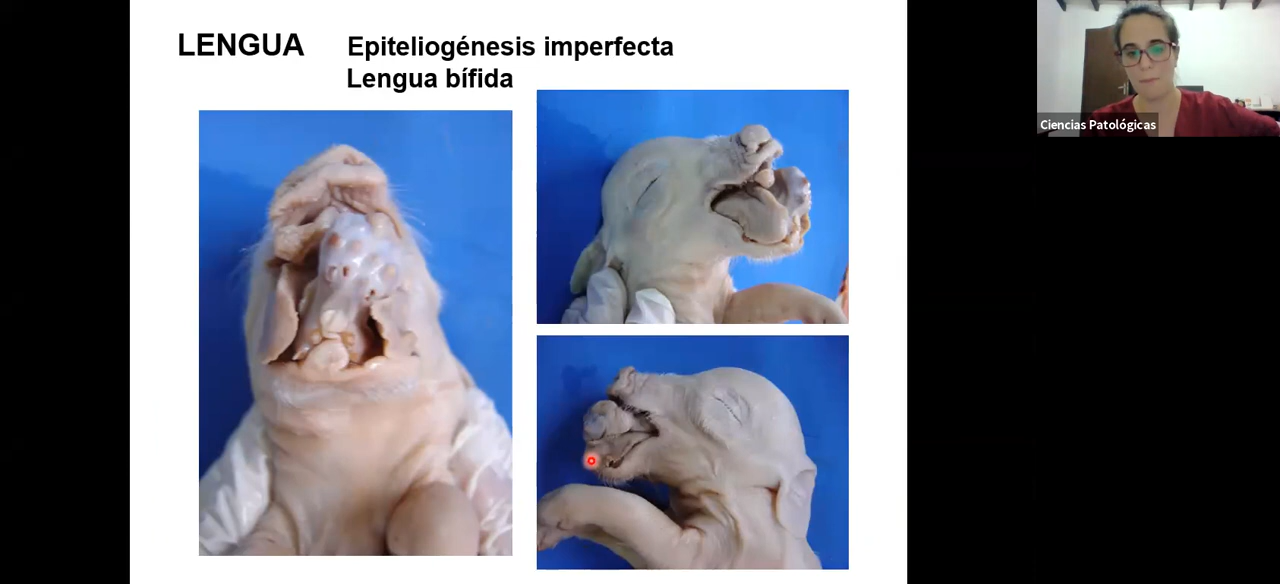 LENGUA Epiteliogénesis imperfecta
Lengua bífida
Ciencias Patológicas